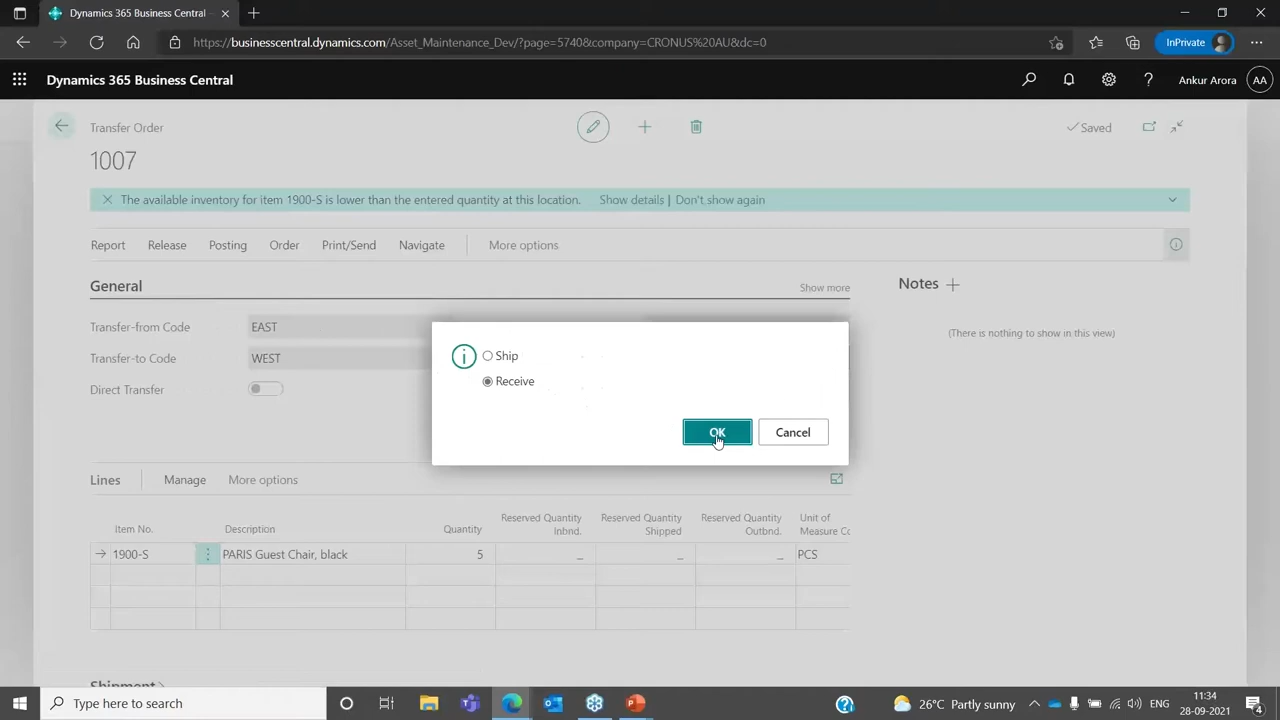 Dynamics 365 Business Central
https://businesscentral.dynamics.com/Asset_Maintenance_Dev/?page=5740&company=CRONUS%20AU&dc=0
InPrivate
Dynamics 365 Business Central
Ankur Arora
AA
Transfer Order
Saved
1007
The available inventory for item 1900-S is lower than the entered quantity at this location. Show details | Don't show again
Report Release Posting Order Print/Send Navigate More options
General
Show more
Notes
Transfer-from Code EAST
(There is nothing to show in this view)
Transfer-to Code WEST
Direct Transfer
Ship
Receive
OK Cancel
Lines Manage More options
Item No. Description Quantity Reserved Quantity Inbnd. Reserved Quantity Shipped Reserved Quantity Outbnd. Unit of Measure Co
1900-S PARIS Guest Chair, black 5 _ _ _ PCS
Shipment
Type here to search
26°C Partly sunny
ENG
11:34
28-09-2021
4